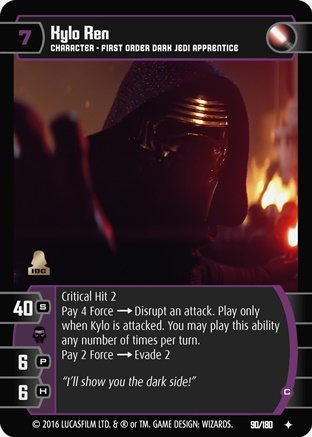 7
Kylo Ren
CHARACTER - FIRST ORDER DARK JEDI APPRENTICE
IDC
Critical Hit 2
40 S
Pay 4 Force → Disrupt an attack. Play only
when Kylo is attacked. You may play this ability
any number of times per turn.
6 P
Pay 2 Force → Evade 2
6 H
“I’ll show you the dark side!”
C
© 2016 LUCASFILM LTD. & ® or TM. GAME DESIGN: WIZARDS.
90/180